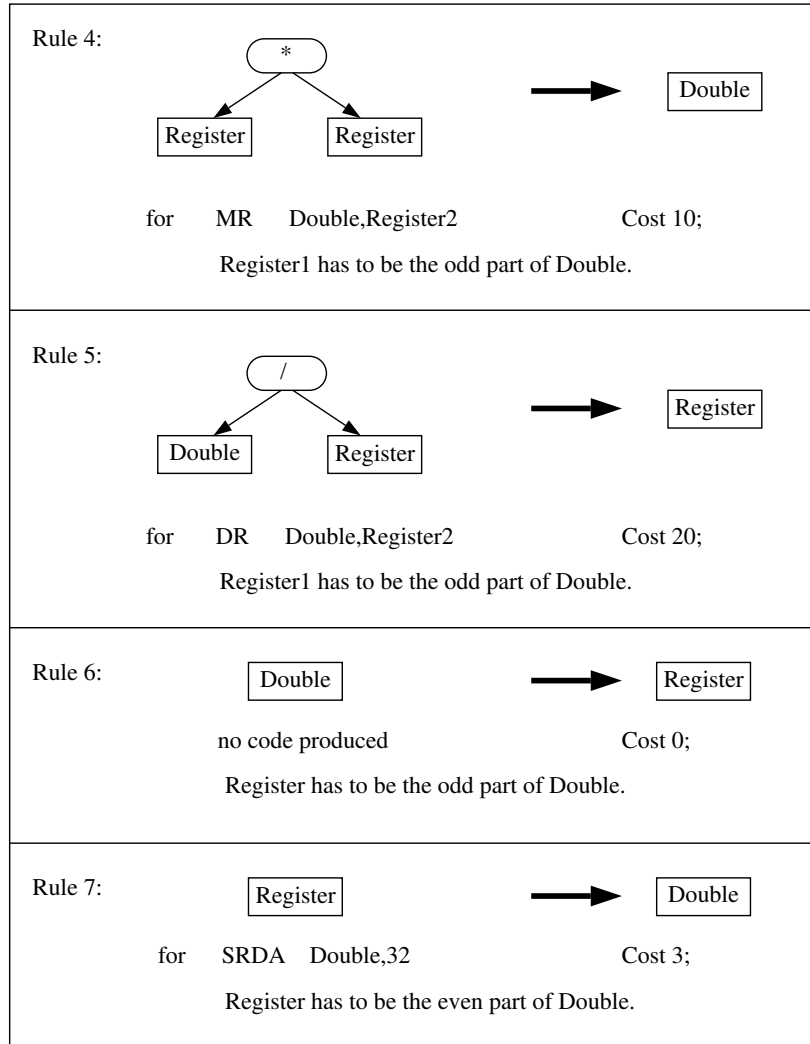 Rule 4:
*
Double
Register Register
for MR Double,Register2 Cost 10;
Register1 has to be the odd part of Double.
Rule 5:
/
Register
Double Register
for DR Double,Register2 Cost 20;
Register1 has to be the odd part of Double.
Rule 6:
Double Register
no code produced Cost 0;
Register has to be the odd part of Double.
Rule 7:
Register Double
for SRDA Double,32 Cost 3;
Register has to be the even part of Double.